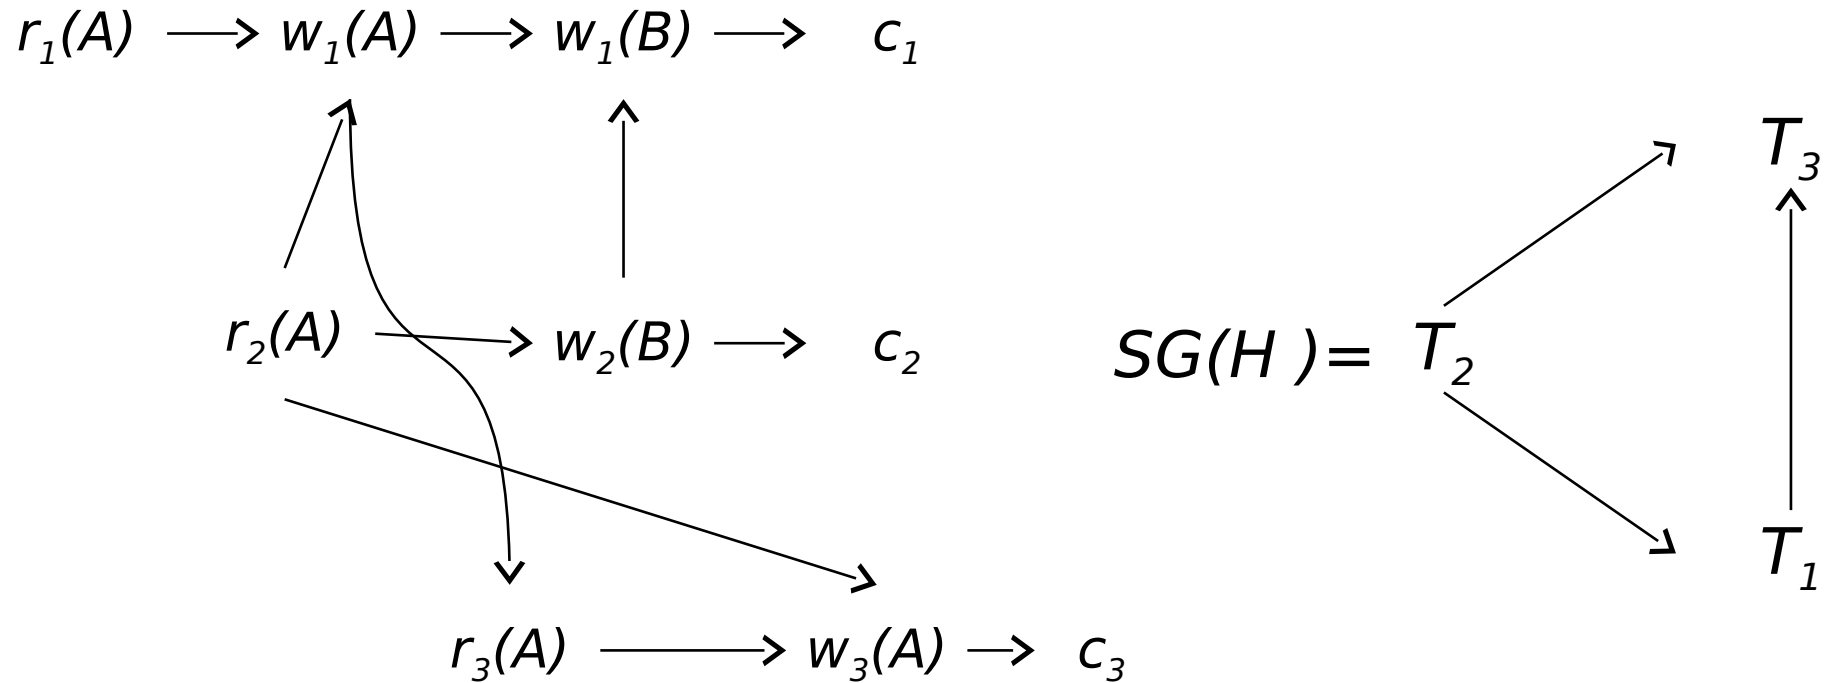 r1(A) w1(A) w1(B) c1
T3
r2(A) w2(B) c2
SG(H )= T2
T1
r3(A) w3(A) c3